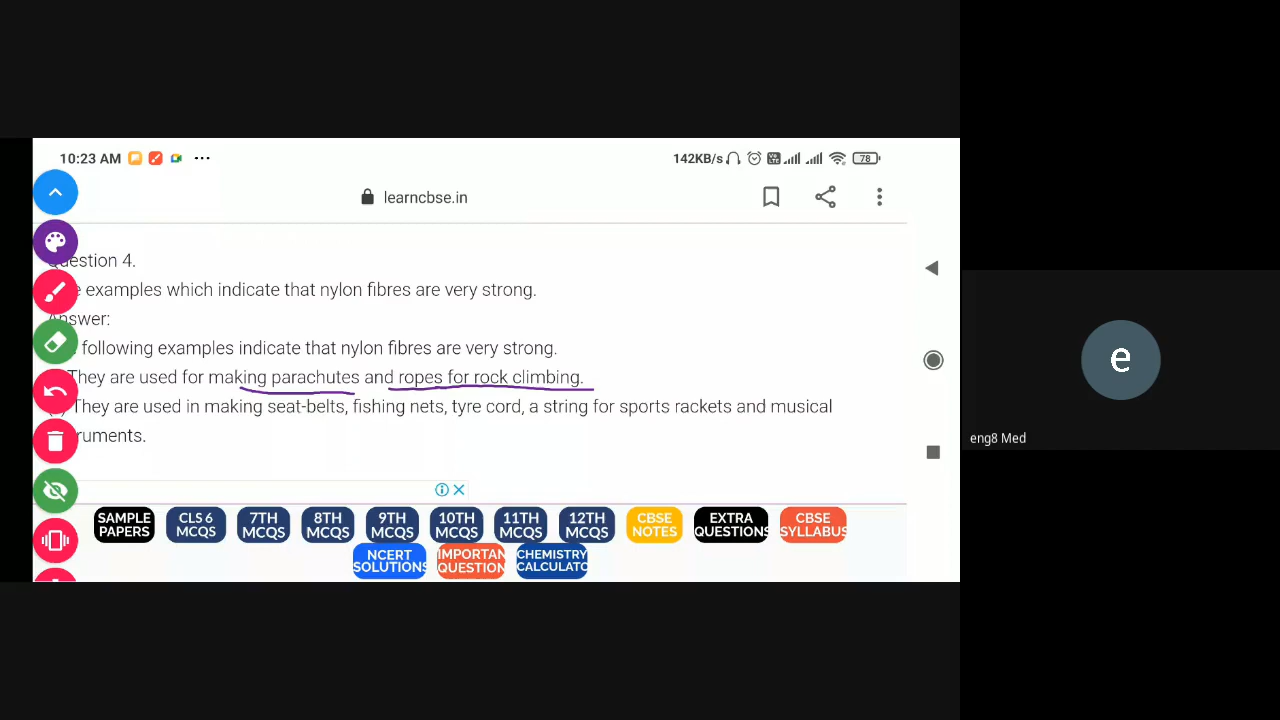 10:23 AM ...
142KB/s Vo LTE 78
learncbse.in
estion 4.
e examples which indicate that nylon fibres are very strong.
Answer:
following examples indicate that nylon fibres are very strong.
They are used for making parachutes and ropes for rock climbing.
) They are used in making seat-belts, fishing nets, tyre cord, a string for sports rackets and musical
ruments.
e
eng8 Med
SAMPLE PAPERS
CLS 6 MCQS
7TH MCQS
8TH MCQS
9TH MCQS
10TH MCQS
11TH MCQS
12TH MCQS
CBSE NOTES
EXTRA QUESTIONS
CBSE SYLLABUS
NCERT SOLUTIONS
IMPORTAN QUESTION
CHEMISTRY CALCULATO